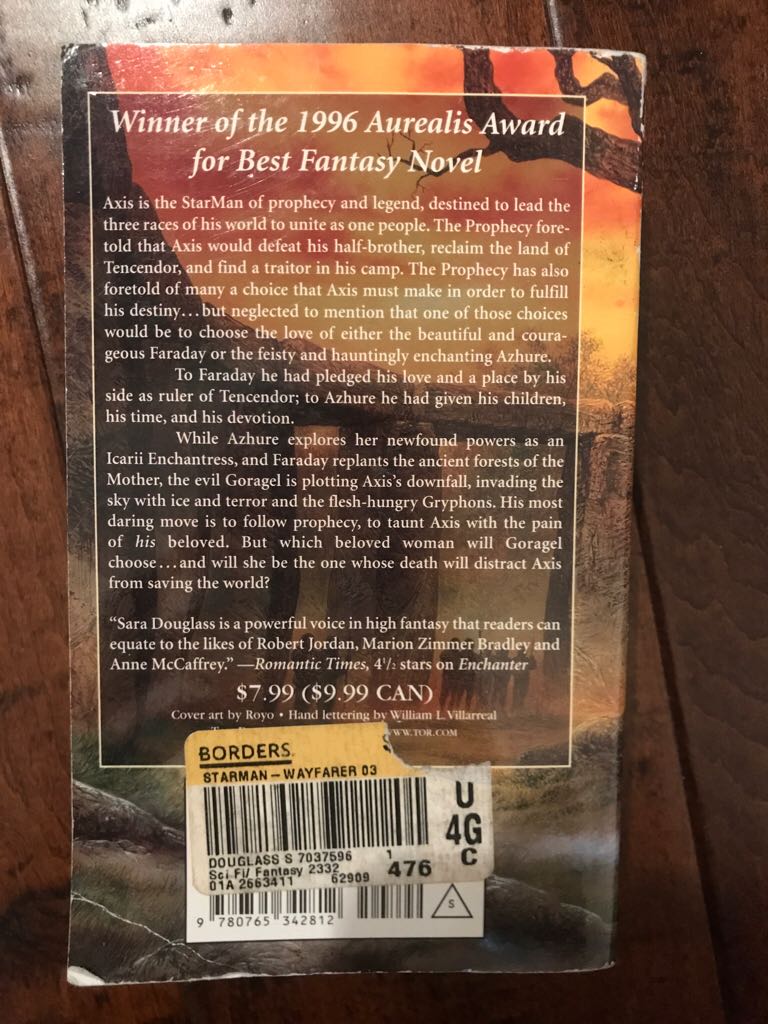 Winner of the 1996 Aurealis Award
for Best Fantasy Novel
Axis is the StarMan of prophecy and legend, destined to lead the
three races of his world to unite as one people. The Prophecy fore-
told that Axis would defeat his half-brother, reclaim the land of
Tencendor, and find a traitor in his camp. The Prophecy has also
foretold of many a choice that Axis must make in order to fulfill
his destiny...but neglected to mention that one of those choices
would be to choose the love of either the beautiful and coura-
geous Faraday or the feisty and hauntingly enchanting Azhure.
To Faraday he had pledged his love and a place by his
side as ruler of Tencendor; to Azhure he had given his children,
his time, and his devotion.
While Azhure explores her newfound powers as an
Icarii Enchantress, and Faraday replants the ancient forests of the
Mother, the evil Goragel is plotting Axis's downfall, invading the
sky with ice and terror and the flesh-hungry Gryphons. His most
daring move is to follow prophecy, to taunt Axis with the pain
of his beloved. But which beloved woman will Goragel
choose...and will she be the one whose death will distract Axis
from saving the world?
“Sara Douglass is a powerful voice in high fantasy that readers can
equate to the likes of Robert Jordan, Marion Zimmer Bradley and
Anne McCaffrey.” —Romantic Times, 4½ stars on Enchanter
$7.99 ($9.99 CAN)
Cover art by Royo • Hand lettering by William L. Villarreal
WWW.TOR.COM
BORDERS.
STARMAN-WAYFARER 03
U
4G
C
DOUGLASS S 7037596 1
Sci Fi/ Fantasy 2332 476
01A 2663411 62909
S
9 780765 342812